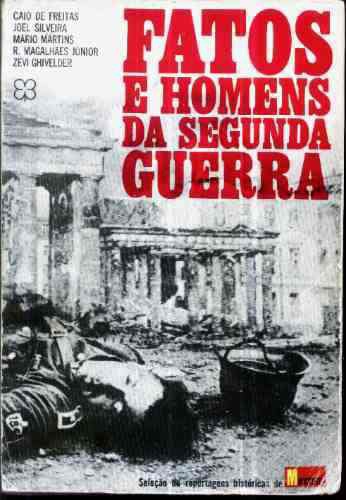 CAIO DE FREITAS
JOEL SILVEIRA
MARIO MARTINS
R. MAGALHÃES JÚNIOR
ZEVI GHIVELDER
FATOS
E HOMENS
DA SEGUNDA
GUERRA
Seleção de reportagens históricas de